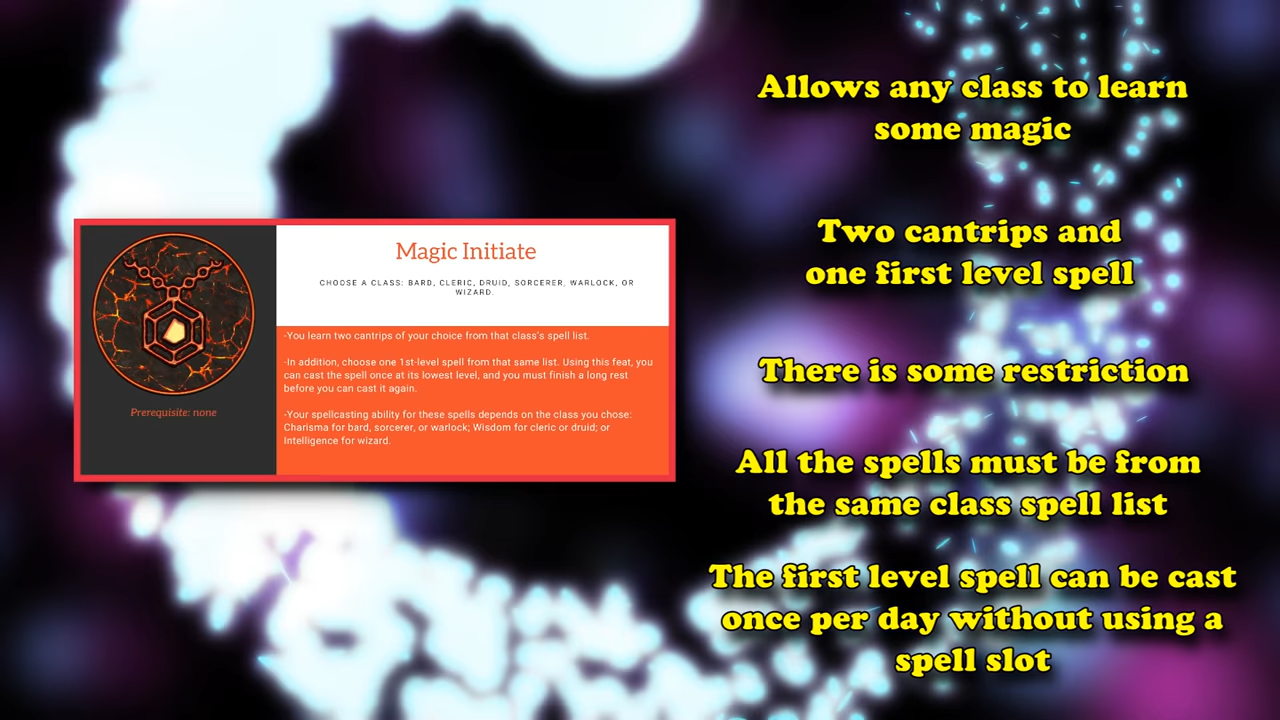 Magic Initiate
CHOOSE A CLASS: BARD, CLERIC, DRUID, SORCERER, WARLOCK, OR
WIZARD.
-You learn two cantrips of your choice from that class's spell list.
-In addition, choose one 1st-level spell from that same list. Using this feat, you
can cast the spell once at its lowest level, and you must finish a long rest
before you can cast it again.
-Your spellcasting ability for these spells depends on the class you chose:
Charisma for bard, sorcerer, or warlock; Wisdom for cleric or druid; or
Intelligence for wizard.
Prerequisite: none
Allows any class to learn
some magic
Two cantrips and
one first level spell
There is some restriction
All the spells must be from
the same class spell list
The first level spell can be cast
once per day without using a
spell slot